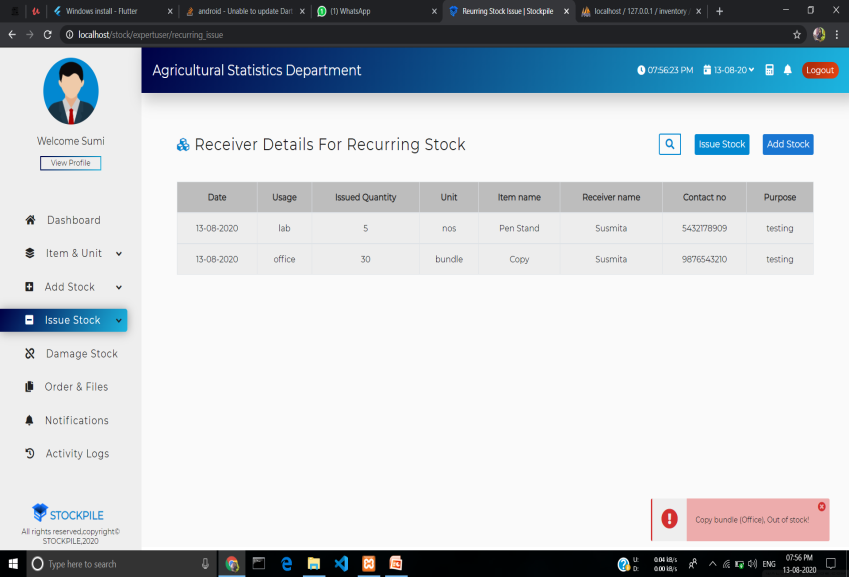 Windows install - Flutter
android - Unable to update Dart
(1) WhatsApp
Reurring Stock Issue | Stockpile
localhost / 127.0.0.1 / inventory
localhost/stock/expertuser/recurring_issue
Agricultural Statistics Department
07:56:23 PM
13-08-20
Logout
Welcome Sumi
View Profile
Dashboard
Item & Unit
Add Stock
Issue Stock
Damage Stock
Order & Files
Notifications
Activity Logs
STOCKPILE
All rights reserved,copyright©
STOCKPILE,2020
Receiver Details For Recurring Stock
Issue Stock
Add Stock
Date Usage Issued Quantity Unit Item name Receiver name Contact no Purpose
13-08-2020 lab 5 nos Pen Stand Susmita 5432178909 testing
13-08-2020 office 30 bundle Copy Susmita 9876543210 testing
Copy bundle (Office), Out of stock!
Type here to search
U: 0.04 kB/s
D: 0.00 kB/s
ENG
07:56 PM
13-08-2020